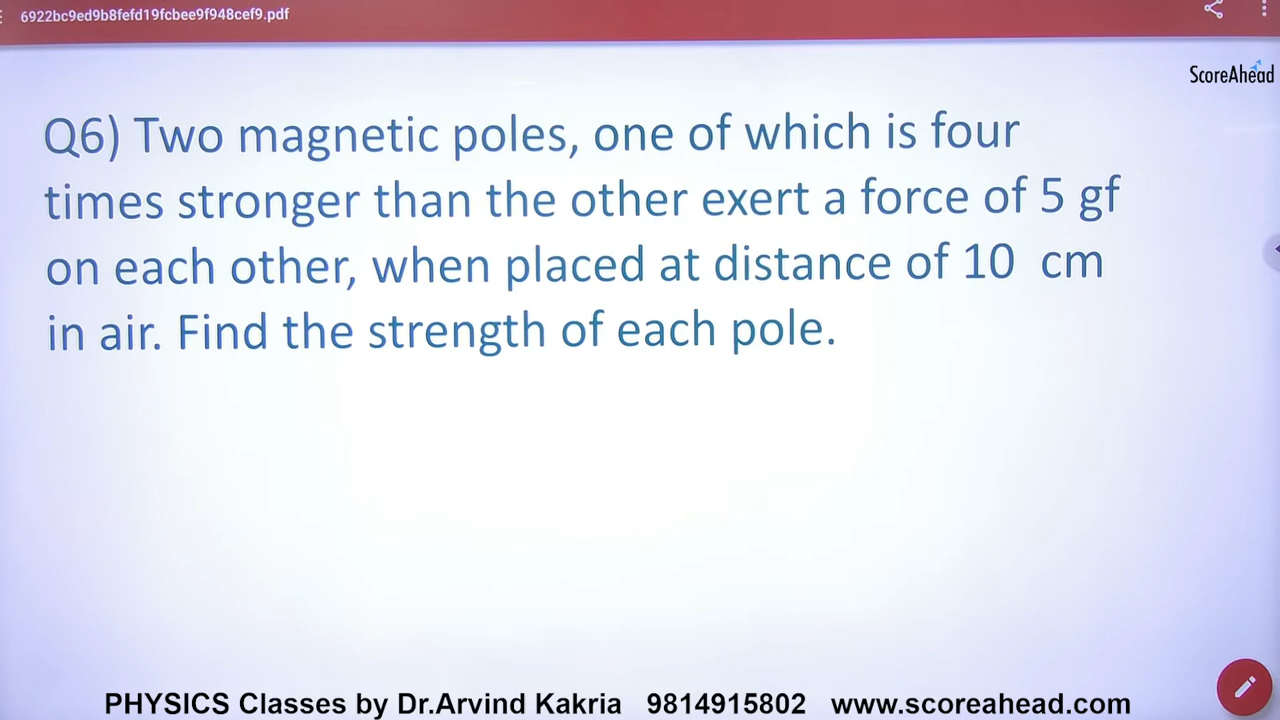 6922bc9ed9b8fefd19fcbee9f948cef9.pdf
ScoreAhead
Q6) Two magnetic poles, one of which is four
times stronger than the other exert a force of 5 gf
on each other, when placed at distance of 10 cm
in air. Find the strength of each pole.
PHYSICS Classes by Dr.Arvind Kakria 9814915802 www.scoreahead.com